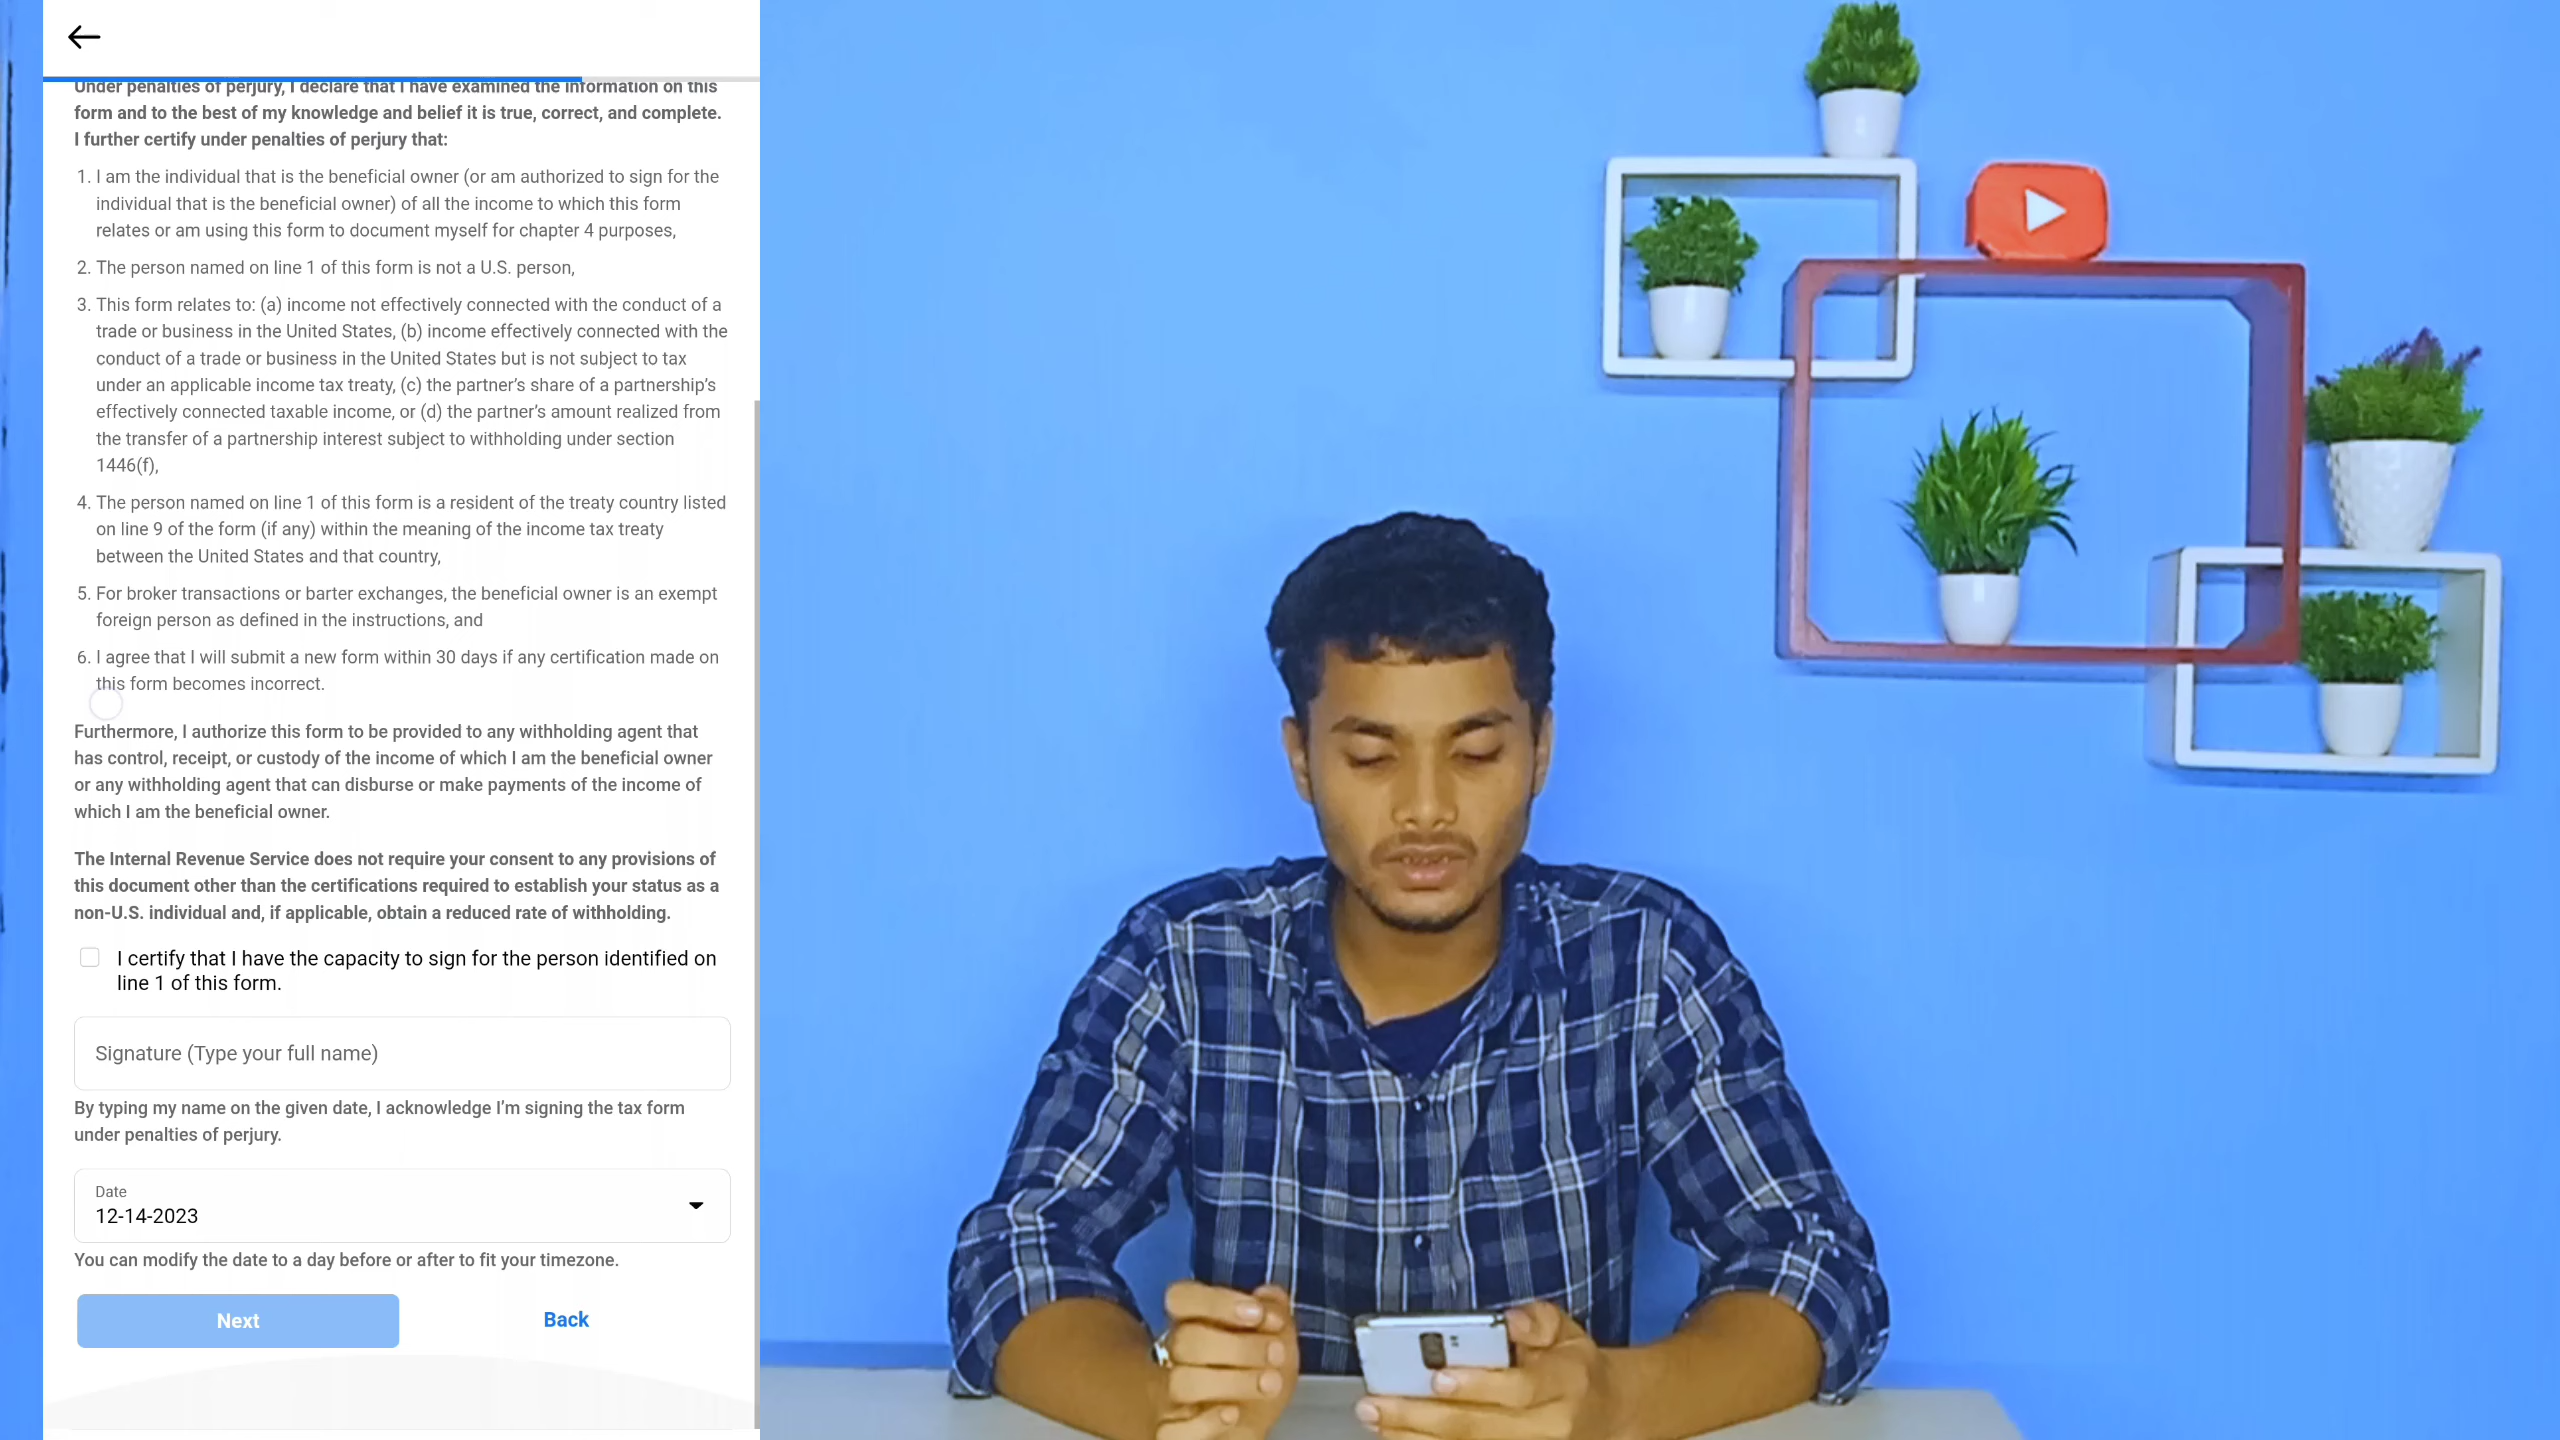 Under penalties of perjury, I declare that I have examined the information on this
form and to the best of my knowledge and belief it is true, correct, and complete.
I further certify under penalties of perjury that:
1. I am the individual that is the beneficial owner (or am authorized to sign for the
individual that is the beneficial owner) of all the income to which this form
relates or am using this form to document myself for chapter 4 purposes,
2. The person named on line 1 of this form is not a U.S. person,
3. This form relates to: (a) income not effectively connected with the conduct of a
trade or business in the United States, (b) income effectively connected with the
conduct of a trade or business in the United States but is not subject to tax
under an applicable income tax treaty, (c) the partner’s share of a partnership’s
effectively connected taxable income, or (d) the partner’s amount realized from
the transfer of a partnership interest subject to withholding under section
1446(f),
4. The person named on line 1 of this form is a resident of the treaty country listed
on line 9 of the form (if any) within the meaning of the income tax treaty
between the United States and that country,
5. For broker transactions or barter exchanges, the beneficial owner is an exempt
foreign person as defined in the instructions, and
6. I agree that I will submit a new form within 30 days if any certification made on
this form becomes incorrect.
Furthermore, I authorize this form to be provided to any withholding agent that
has control, receipt, or custody of the income of which I am the beneficial owner
or any withholding agent that can disburse or make payments of the income of
which I am the beneficial owner.
The Internal Revenue Service does not require your consent to any provisions of
this document other than the certifications required to establish your status as a
non-U.S. individual and, if applicable, obtain a reduced rate of withholding.
I certify that I have the capacity to sign for the person identified on
line 1 of this form.
Signature (Type your full name)
By typing my name on the given date, I acknowledge I’m signing the tax form
under penalties of perjury.
Date
12-14-2023
You can modify the date to a day before or after to fit your timezone.
Next
Back